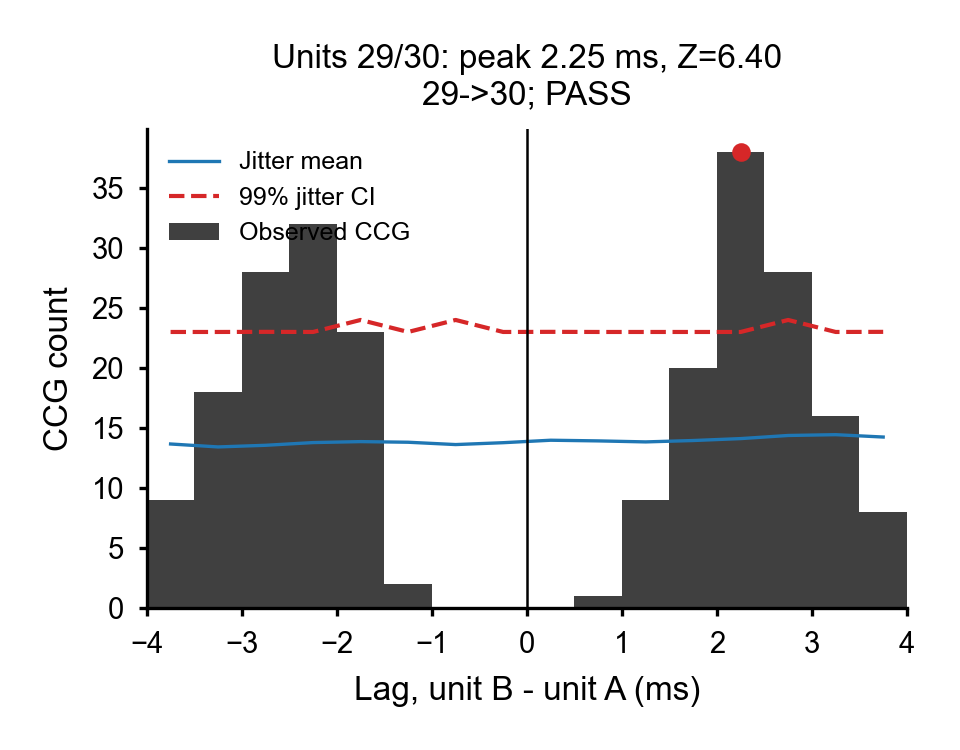 Units 29/30: peak 2.25 ms, Z=6.40
29->30; PASS
Jitter mean
99% jitter CI
Observed CCG
CCG count
35
30
25
20
15
10
5
0
−4 −3 −2 −1 0 1 2 3 4
Lag, unit B - unit A (ms)